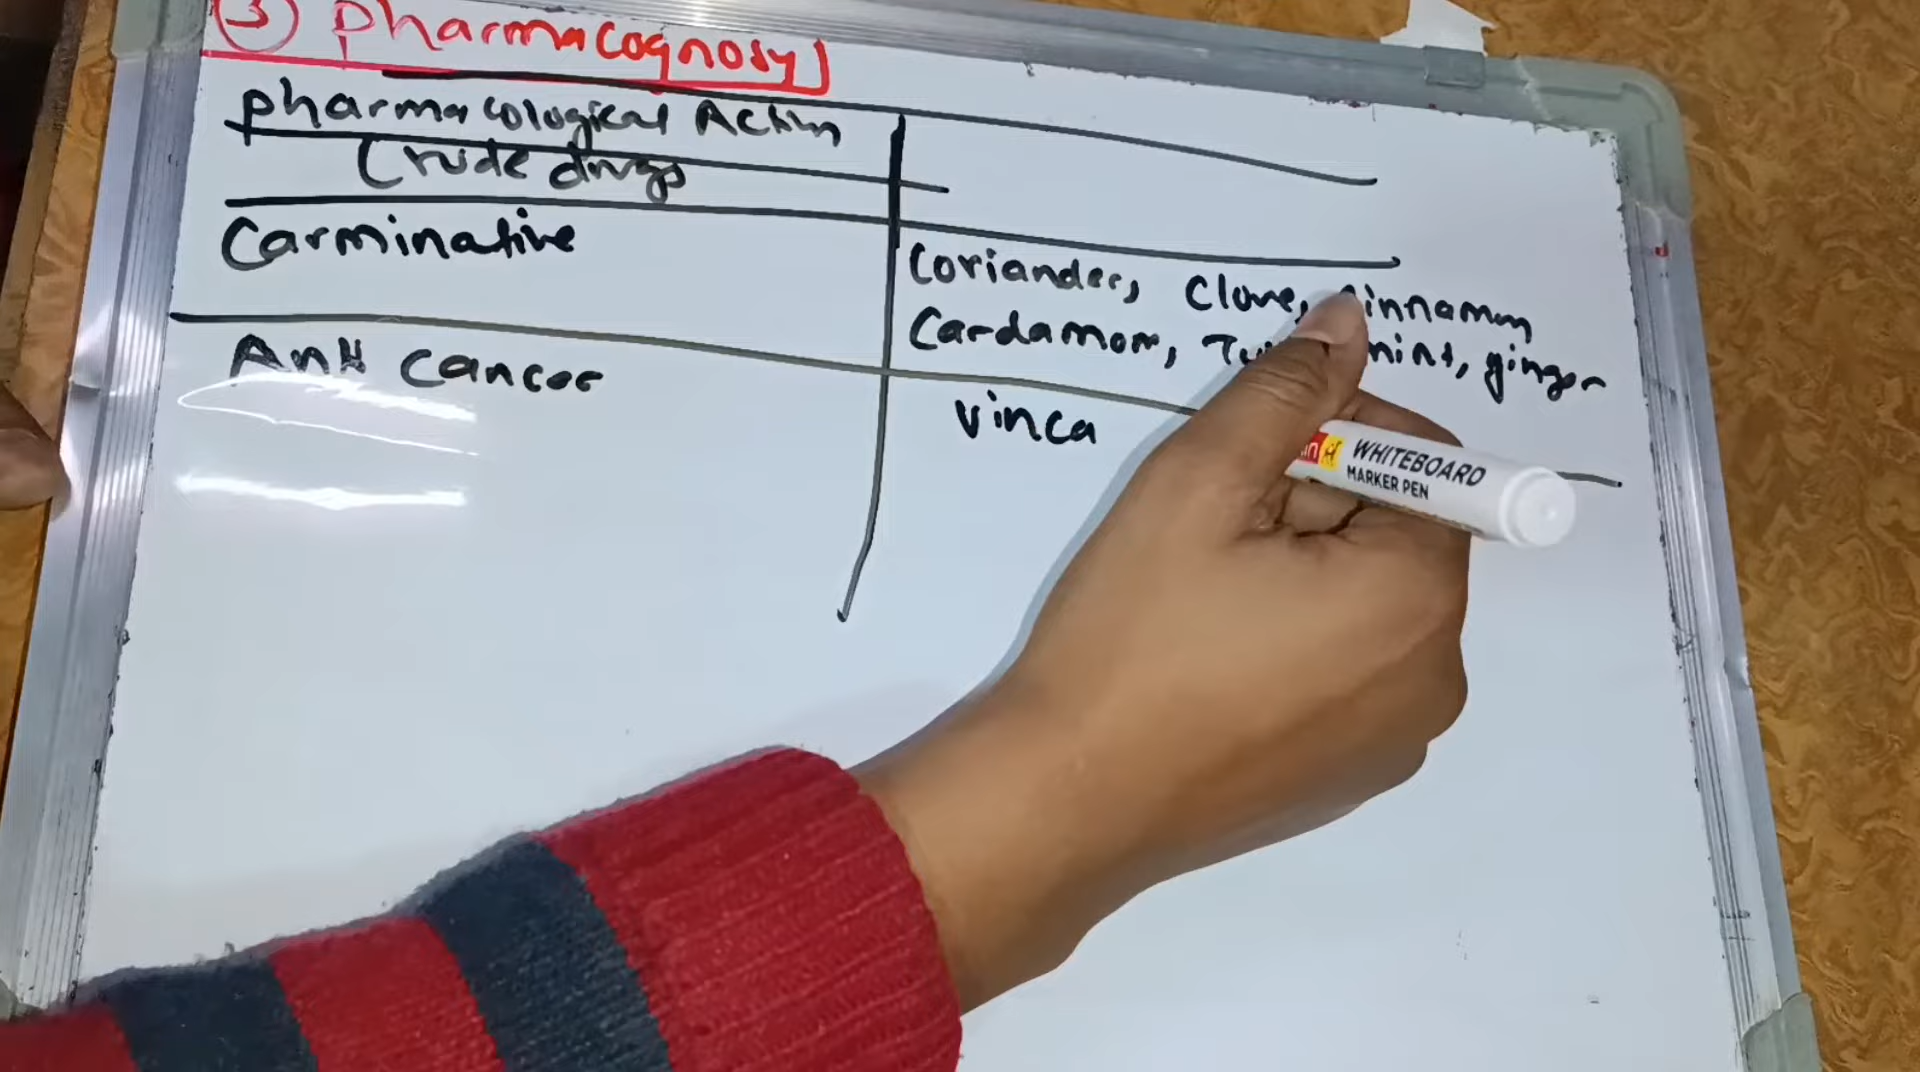 ③ Pharmacognosy
pharmacological Action
Crude drugs
Carminative
Coriander, Clove, Cinnamon
Cardamom, mint, ginger
Anti cancer
Vinca
WHITEBOARD
MARKER PEN